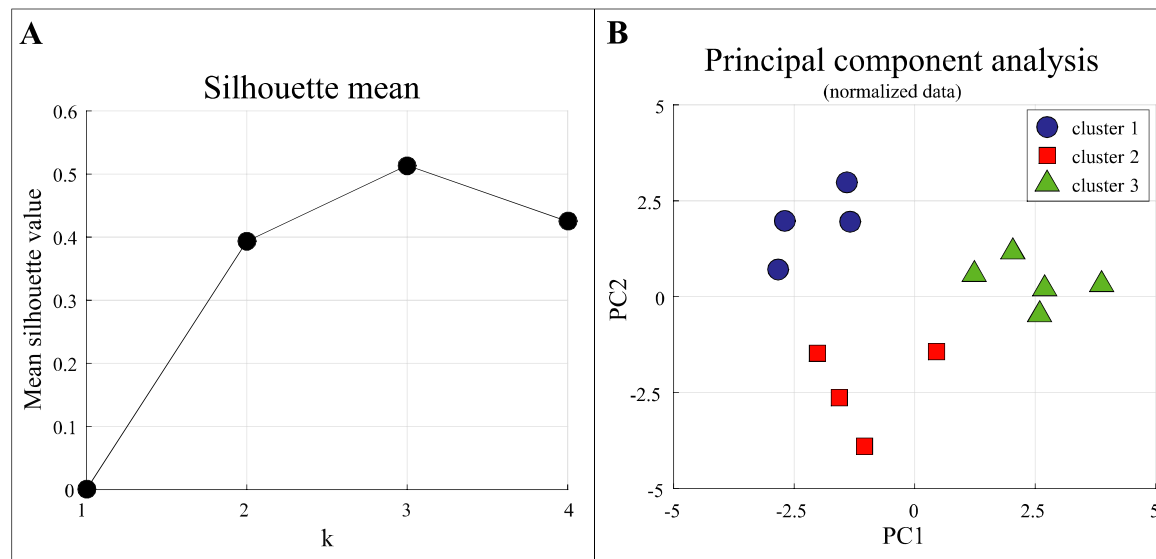 A
Silhouette mean
0.6
0.5
0.4
0.3
0.2
0.1
0
Mean silhouette value
1
2
3
4
k
B
Principal component analysis
(normalized data)
cluster 1
cluster 2
cluster 3
5
2.5
0
-2.5
-5
PC2
-5
-2.5
0
2.5
5
PC1